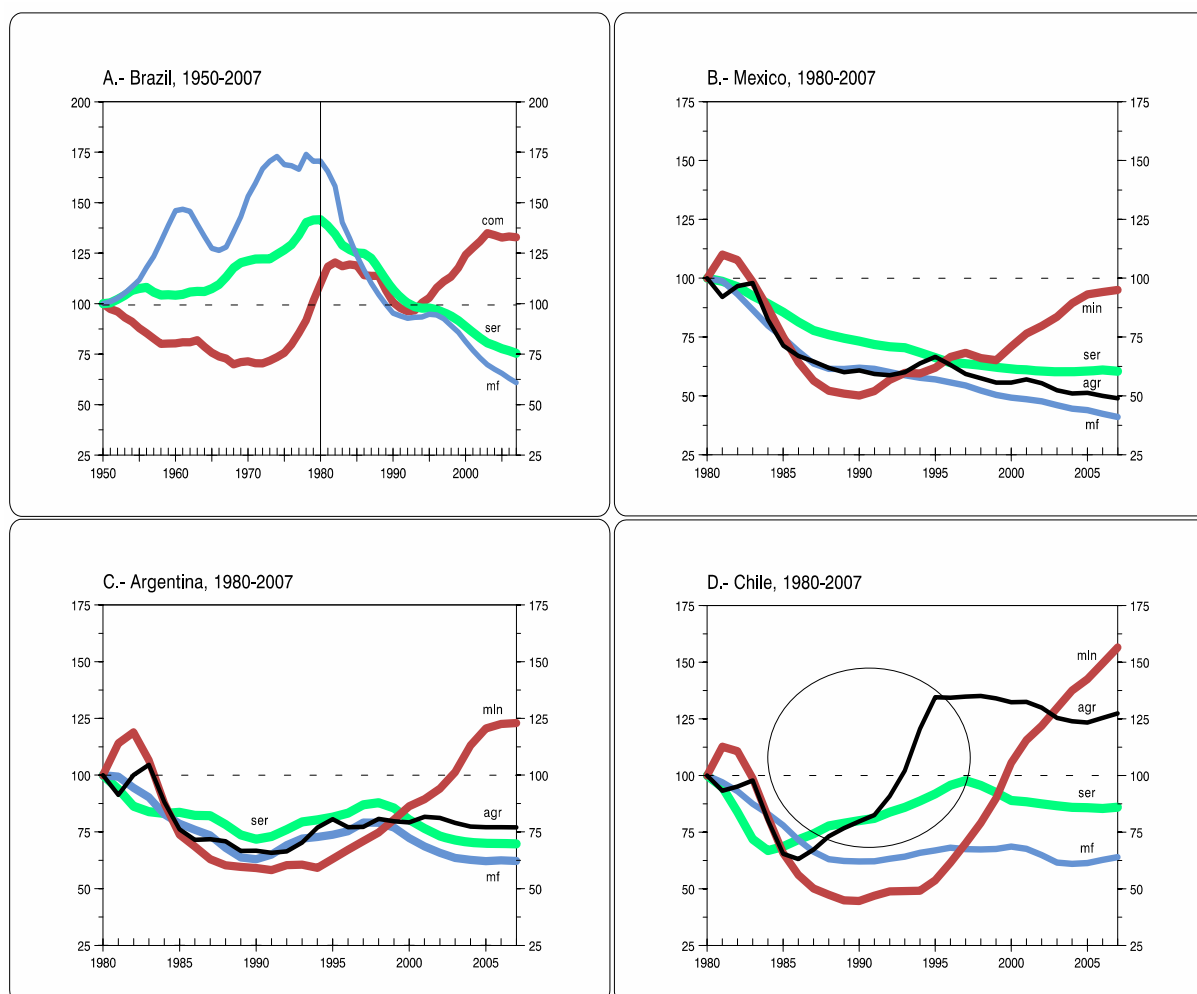 A.- Brazil, 1950-2007
200 200
175 175
150 150
com
125 125
100 100
ser
75 75
mf
50 50
25 25
1950 1960 1970 1980 1990 2000
B.- Mexico, 1980-2007
175 175
150 150
125 125
100 100
min
75 75
ser
agr
50 50
mf
25 25
1980 1985 1990 1995 2000 2005
C.- Argentina, 1980-2007
175 175
150 150
mln
125 125
100 100
agr
ser
75 75
mf
50 50
25 25
1980 1985 1990 1995 2000 2005
D.- Chile, 1980-2007
175 175
mln
150 150
agr
125 125
100 100
ser
75 75
mf
50 50
25 25
1980 1985 1990 1995 2000 2005